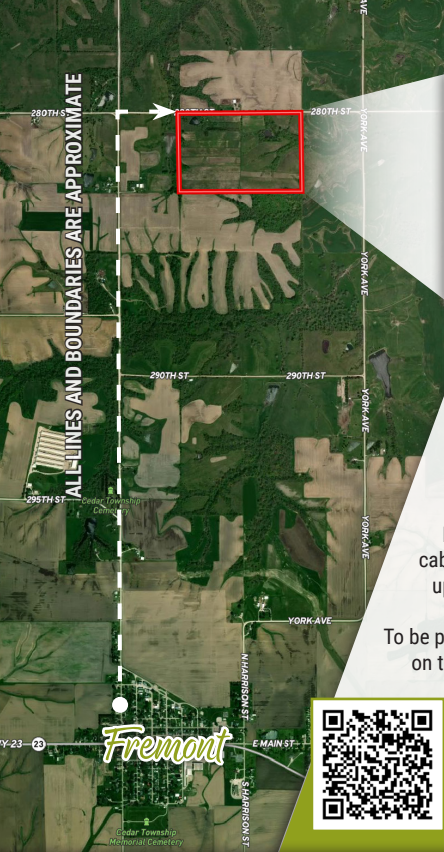 AVE
280TH ST
280TH ST
YORK AVE
ALL LINES AND BOUNDARIES ARE APPROXIMATE
YORK AVE
290TH ST
290TH ST
YORK AVE
295TH ST
Cedar Township
Cemetery
YORK AVE
cab
up
YORK AVE
To be p
on t
N HARRISON ST
Y-23
23
Fremont
E MAIN ST
S HARRISON ST
Cedar Township
Memorial Cemetery